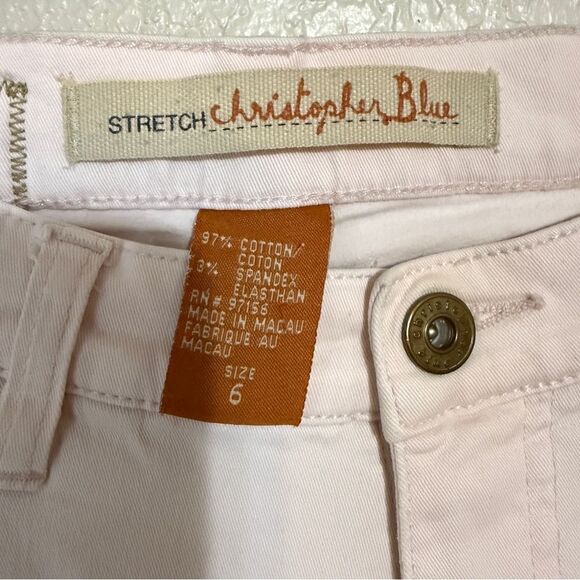 STRETCH christopher Blue
97% COTTON/
COTON
3% SPANDEX
ELASTHAN
RN# 97156
MADE IN MACAU
FABRIQUE AU
MACAU
SIZE
6